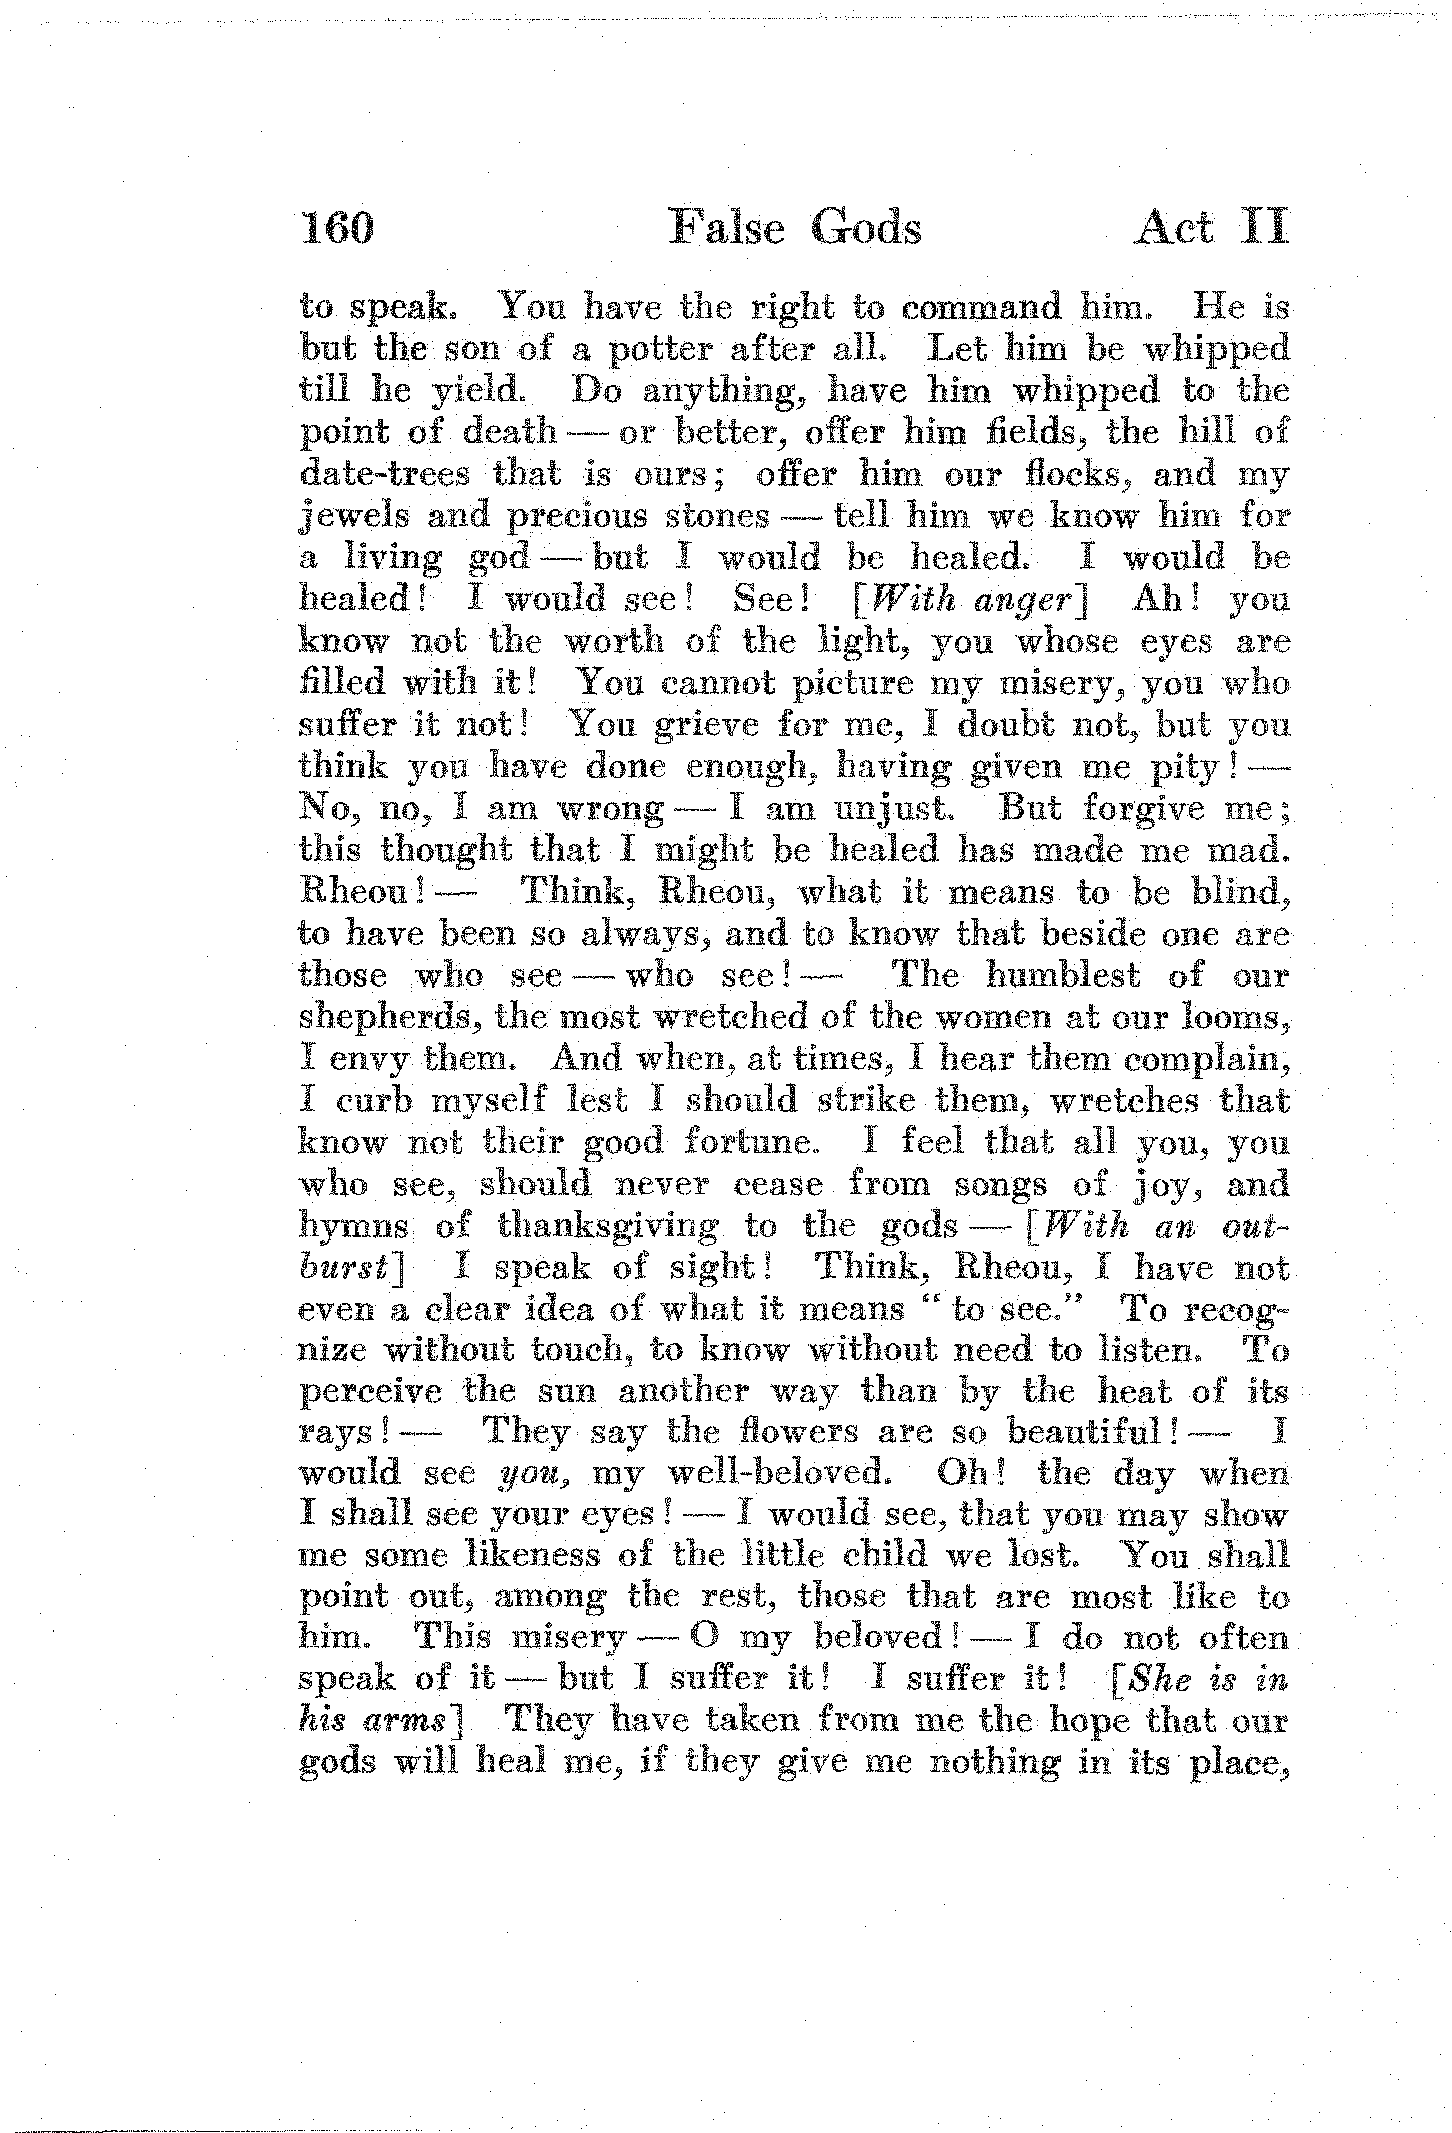 160 False Gods Act II
to speak. You have the right to command him. He is
but the son of a potter after all. Let him be whipped
till he yield. Do anything, have him whipped to the
point of death — or better, offer him fields, the hill of
date-trees that is ours; offer him our flocks, and my
jewels and precious stones — tell him we know him for
a living god — but I would be healed. I would be
healed! I would see! See! [With anger] Ah! you
know not the worth of the light, you whose eyes are
filled with it! You cannot picture my misery, you who
suffer it not! You grieve for me, I doubt not, but you
think you have done enough, having given me pity! —
No, no, I am wrong — I am unjust. But forgive me;
this thought that I might be healed has made me mad.
Rheou! — Think, Rheou, what it means to be blind,
to have been so always, and to know that beside one are
those who see — who see! — The humblest of our
shepherds, the most wretched of the women at our looms,
I envy them. And when, at times, I hear them complain,
I curb myself lest I should strike them, wretches that
know not their good fortune. I feel that all you, you
who see, should never cease from songs of joy, and
hymns of thanksgiving to the gods — [With an out-
burst] I speak of sight! Think, Rheou, I have not
even a clear idea of what it means "to see." To recog-
nize without touch, to know without need to listen. To
perceive the sun another way than by the heat of its
rays! — They say the flowers are so beautiful! — I
would see you, my well-beloved. Oh! the day when
I shall see your eyes! — I would see, that you may show
me some likeness of the little child we lost. You shall
point out, among the rest, those that are most like to
him. This misery — O my beloved! — I do not often
speak of it — but I suffer it! I suffer it! [She is in
his arms] They have taken from me the hope that our
gods will heal me, if they give me nothing in its place,